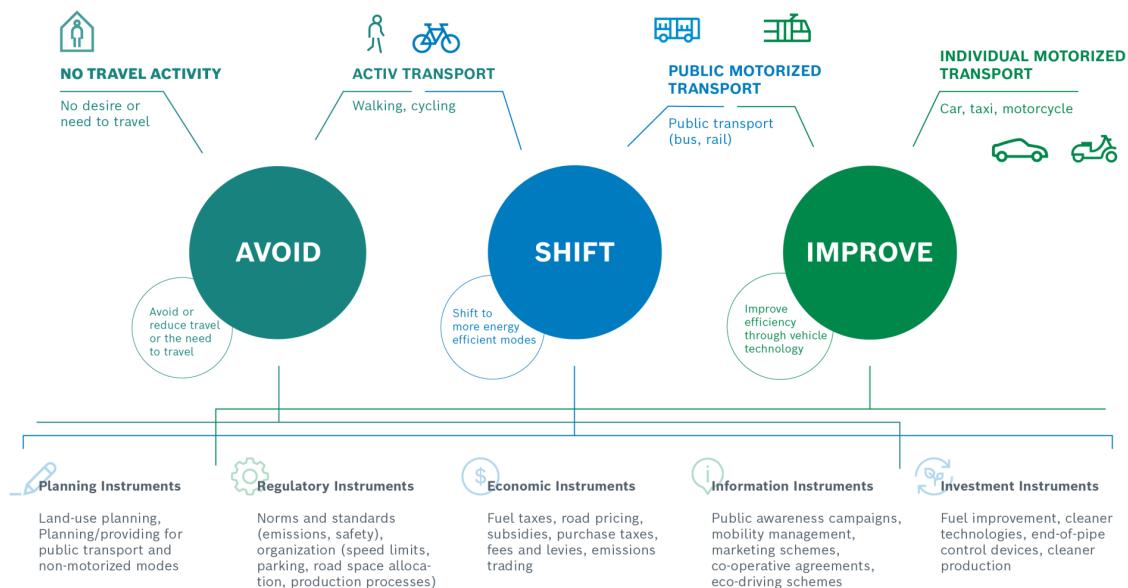 NO TRAVEL ACTIVITY
No desire or
need to travel
ACTIV TRANSPORT
Walking, cycling
PUBLIC MOTORIZED
TRANSPORT
Public transport
(bus, rail)
INDIVIDUAL MOTORIZED
TRANSPORT
Car, taxi, motorcycle
AVOID
Avoid or
reduce travel
or the need
to travel
SHIFT
Shift to
more energy
efficient modes
IMPROVE
Improve
efficiency
through vehicle
technology
Planning Instruments
Land-use planning,
Planning/providing for
public transport and
non-motorized modes
Regulatory Instruments
Norms and standards
(emissions, safety),
organization (speed limits,
parking, road space alloca-
tion, production processes)
$
Economic Instruments
Fuel taxes, road pricing,
subsidies, purchase taxes,
fees and levies, emissions
trading
i
Information Instruments
Public awareness campaigns,
mobility management,
marketing schemes,
co-operative agreements,
eco-driving schemes
Investment Instruments
Fuel improvement, cleaner
technologies, end-of-pipe
control devices, cleaner
production